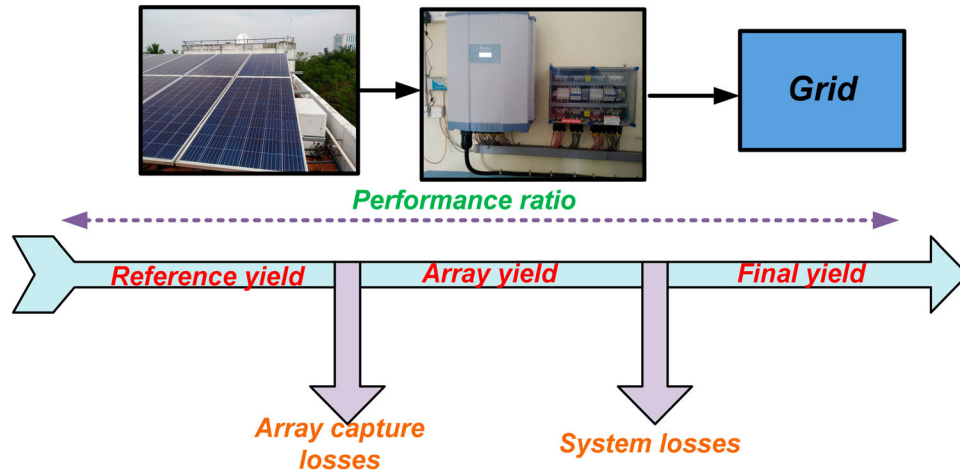 Grid
Performance ratio
Reference yield
Array yield
Final yield
Array capture
losses
System losses